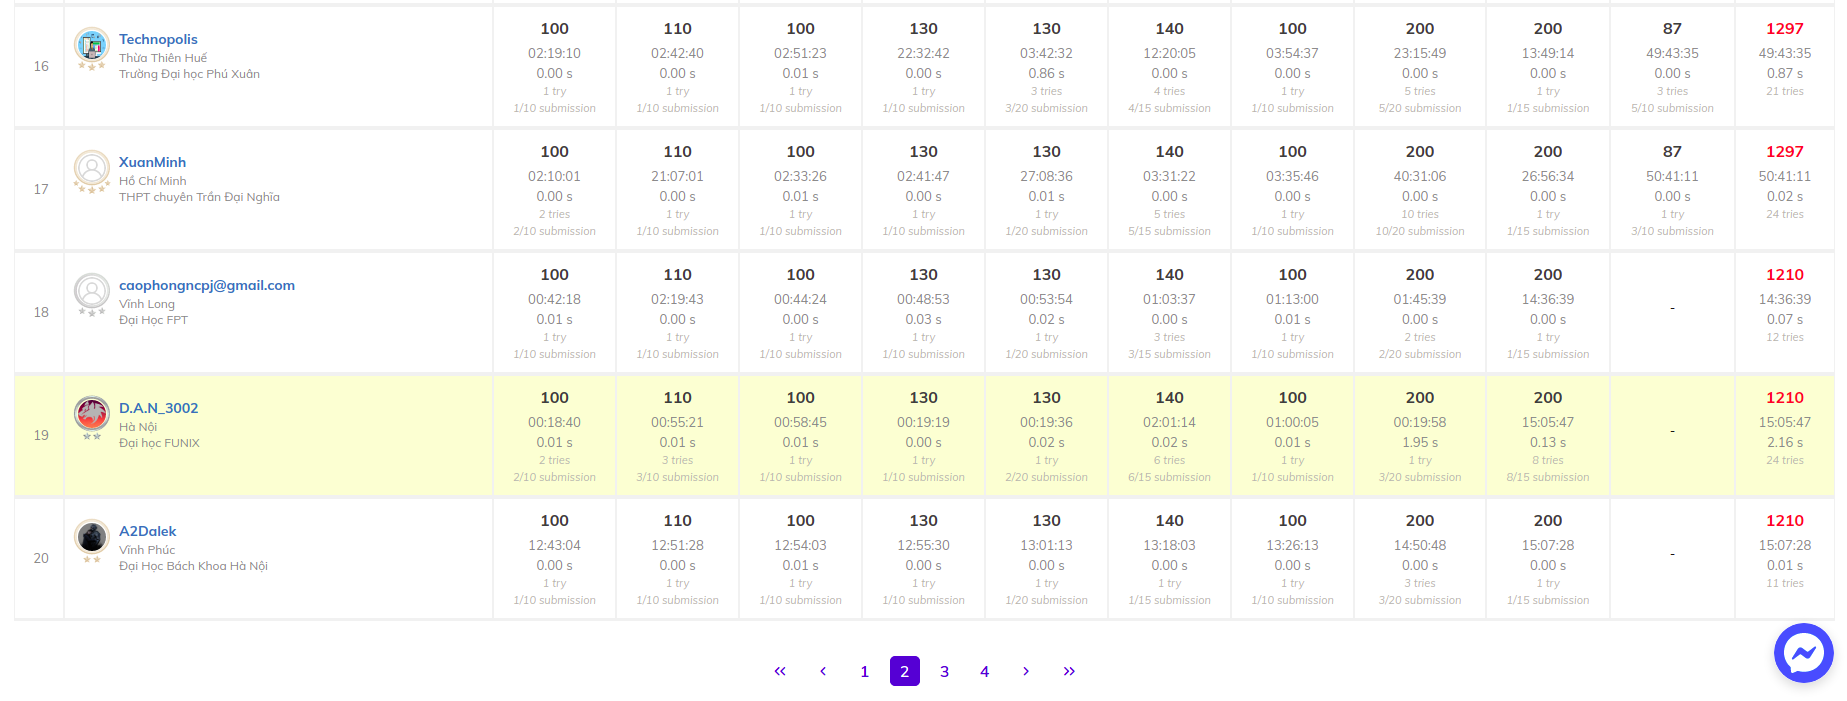 16
Technopolis
Thừa Thiên Huế
Trường Đại học Phú Xuân
100 110 100 130 130 140 100 200 200 87 1297
02:19:10 02:42:40 02:51:23 22:32:42 03:42:32 12:20:05 03:54:37 23:15:49 13:49:14 49:43:35 49:43:35
0.00 s 0.00 s 0.01 s 0.00 s 0.86 s 0.00 s 0.00 s 0.00 s 0.00 s 0.00 s 0.87 s
1 try 1 try 1 try 1 try 3 tries 4 tries 1 try 5 tries 1 try 3 tries 21 tries
1/10 submission 1/10 submission 1/10 submission 1/10 submission 3/20 submission 4/15 submission 1/10 submission 5/20 submission 1/15 submission 5/10 submission
17
XuanMinh
Hồ Chí Minh
THPT chuyên Trần Đại Nghĩa
100 110 100 130 130 140 100 200 200 87 1297
02:10:01 21:07:01 02:33:26 02:41:47 27:08:36 03:31:22 03:35:46 40:31:06 26:56:34 50:41:11 50:41:11
0.00 s 0.00 s 0.01 s 0.00 s 0.01 s 0.00 s 0.00 s 0.00 s 0.00 s 0.00 s 0.02 s
2 tries 1 try 1 try 1 try 1 try 5 tries 1 try 10 tries 1 try 1 try 24 tries
2/10 submission 1/10 submission 1/10 submission 1/10 submission 1/20 submission 5/15 submission 1/10 submission 10/20 submission 1/15 submission 3/10 submission
18
caophongncpj@gmail.com
Vĩnh Long
Đại Học FPT
100 110 100 130 130 140 100 200 200 - 1210
00:42:18 02:19:43 00:44:24 00:48:53 00:53:54 01:03:37 01:13:00 01:45:39 14:36:39 14:36:39
0.01 s 0.00 s 0.00 s 0.03 s 0.02 s 0.00 s 0.01 s 0.00 s 0.00 s 0.07 s
1 try 1 try 1 try 1 try 1 try 3 tries 1 try 2 tries 1 try 12 tries
1/10 submission 1/10 submission 1/10 submission 1/10 submission 1/20 submission 3/15 submission 1/10 submission 2/20 submission 1/15 submission
19
D.A.N_3002
Hà Nội
Đại học FUNIX
100 110 100 130 130 140 100 200 200 - 1210
00:18:40 00:55:21 00:58:45 00:19:19 00:19:36 02:01:14 01:00:05 00:19:58 15:05:47 15:05:47
0.01 s 0.01 s 0.01 s 0.00 s 0.02 s 0.02 s 0.01 s 1.95 s 0.13 s 2.16 s
2 tries 3 tries 1 try 1 try 1 try 6 tries 1 try 1 try 8 tries 24 tries
2/10 submission 3/10 submission 1/10 submission 1/10 submission 2/20 submission 6/15 submission 1/10 submission 3/20 submission 8/15 submission
20
A2Dalek
Vĩnh Phúc
Đại Học Bách Khoa Hà Nội
100 110 100 130 130 140 100 200 200 - 1210
12:43:04 12:51:28 12:54:03 12:55:30 13:01:13 13:18:03 13:26:13 14:50:48 15:07:28 15:07:28
0.00 s 0.00 s 0.01 s 0.00 s 0.00 s 0.00 s 0.00 s 0.00 s 0.00 s 0.01 s
1 try 1 try 1 try 1 try 1 try 1 try 1 try 3 tries 1 try 11 tries
1/10 submission 1/10 submission 1/10 submission 1/10 submission 1/20 submission 1/15 submission 1/10 submission 3/20 submission 1/15 submission
« ‹ 1 2 3 4 › »